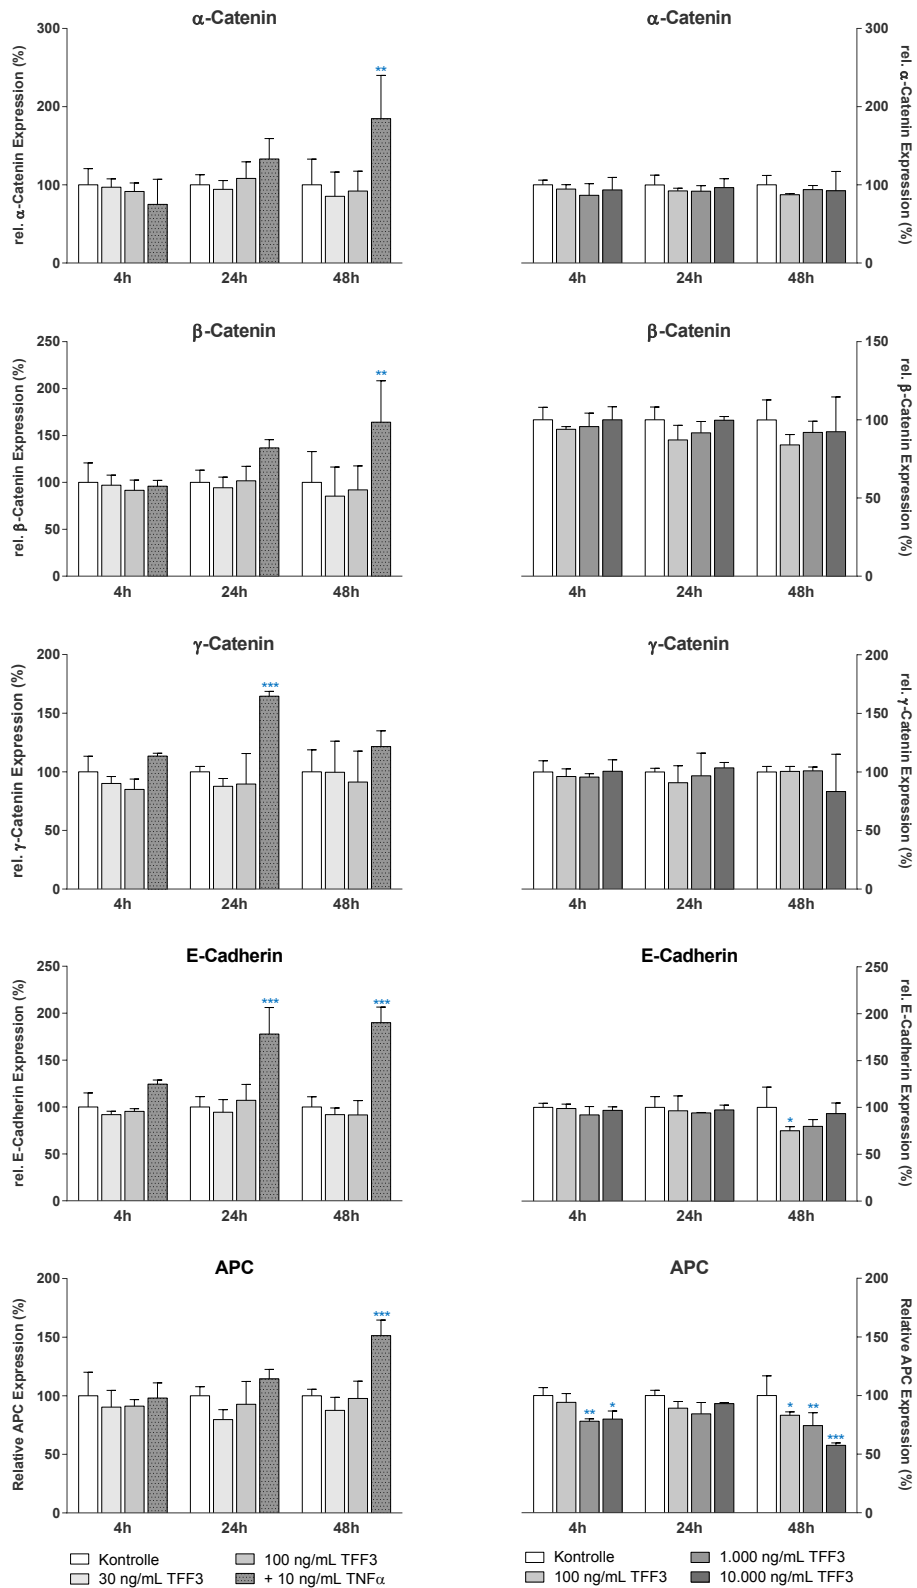 α-Catenin
α-Catenin
rel. α-Catenin Expression (%)
300
200
100
0
**
4h
24h
48h
300
200
100
0
rel. α-Catenin Expression (%)
4h
24h
48h
β-Catenin
β-Catenin
rel. β-Catenin Expression (%)
250
200
150
100
50
0
**
4h
24h
48h
150
100
50
0
rel. β-Catenin Expression (%)
4h
24h
48h
γ-Catenin
γ-Catenin
rel. γ-Catenin Expression (%)
200
150
100
50
0
***
4h
24h
48h
200
150
100
50
0
rel. γ-Catenin Expression (%)
4h
24h
48h
E-Cadherin
E-Cadherin
rel. E-Cadherin Expression (%)
250
200
150
100
50
0
***
***
4h
24h
48h
250
200
150
100
50
0
*
rel. E-Cadherin Expression (%)
4h
24h
48h
APC
APC
Relative APC Expression (%)
200
150
100
50
0
***
4h
24h
48h
200
150
100
50
0
**
*
*
**
***
Relative APC Expression (%)
4h
24h
48h
Kontrolle
100 ng/mL TFF3
30 ng/mL TFF3
+ 10 ng/mL TNFα
Kontrolle
1.000 ng/mL TFF3
100 ng/mL TFF3
10.000 ng/mL TFF3